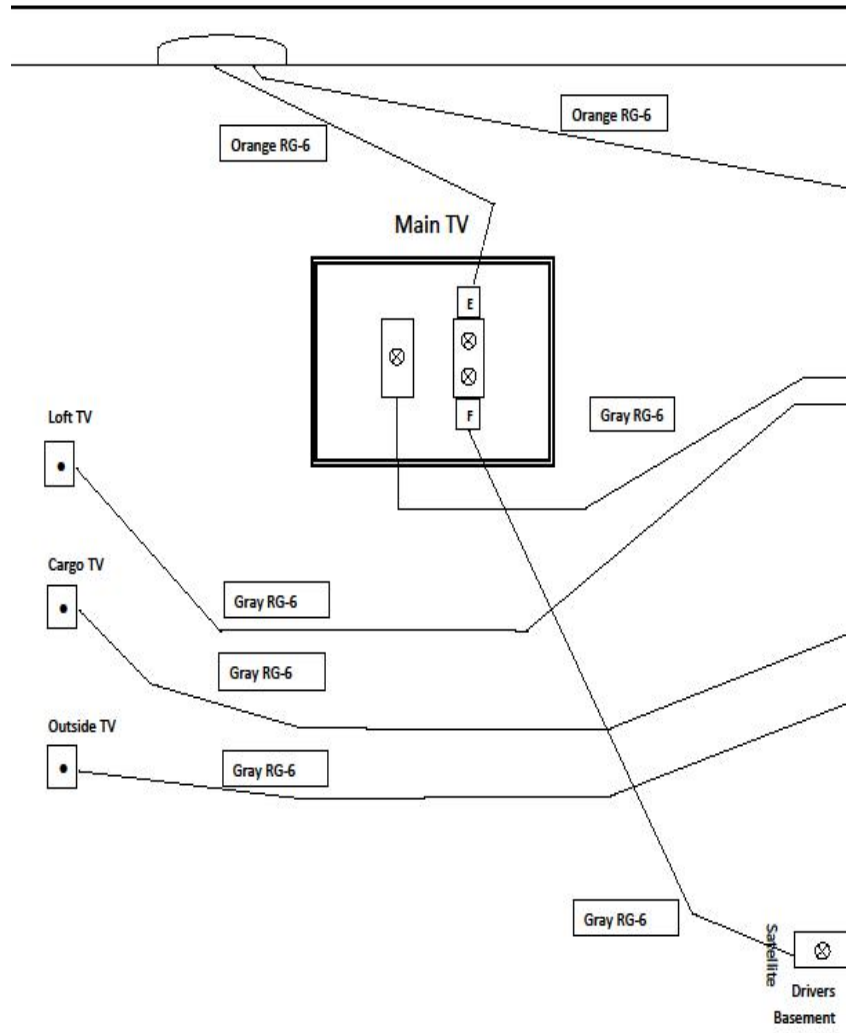 Orange RG-6
Orange RG-6
Main TV
E
F
Gray RG-6
Loft TV
Cargo TV
Gray RG-6
Gray RG-6
Outside TV
Gray RG-6
Gray RG-6
Satellite
Drivers
Basement